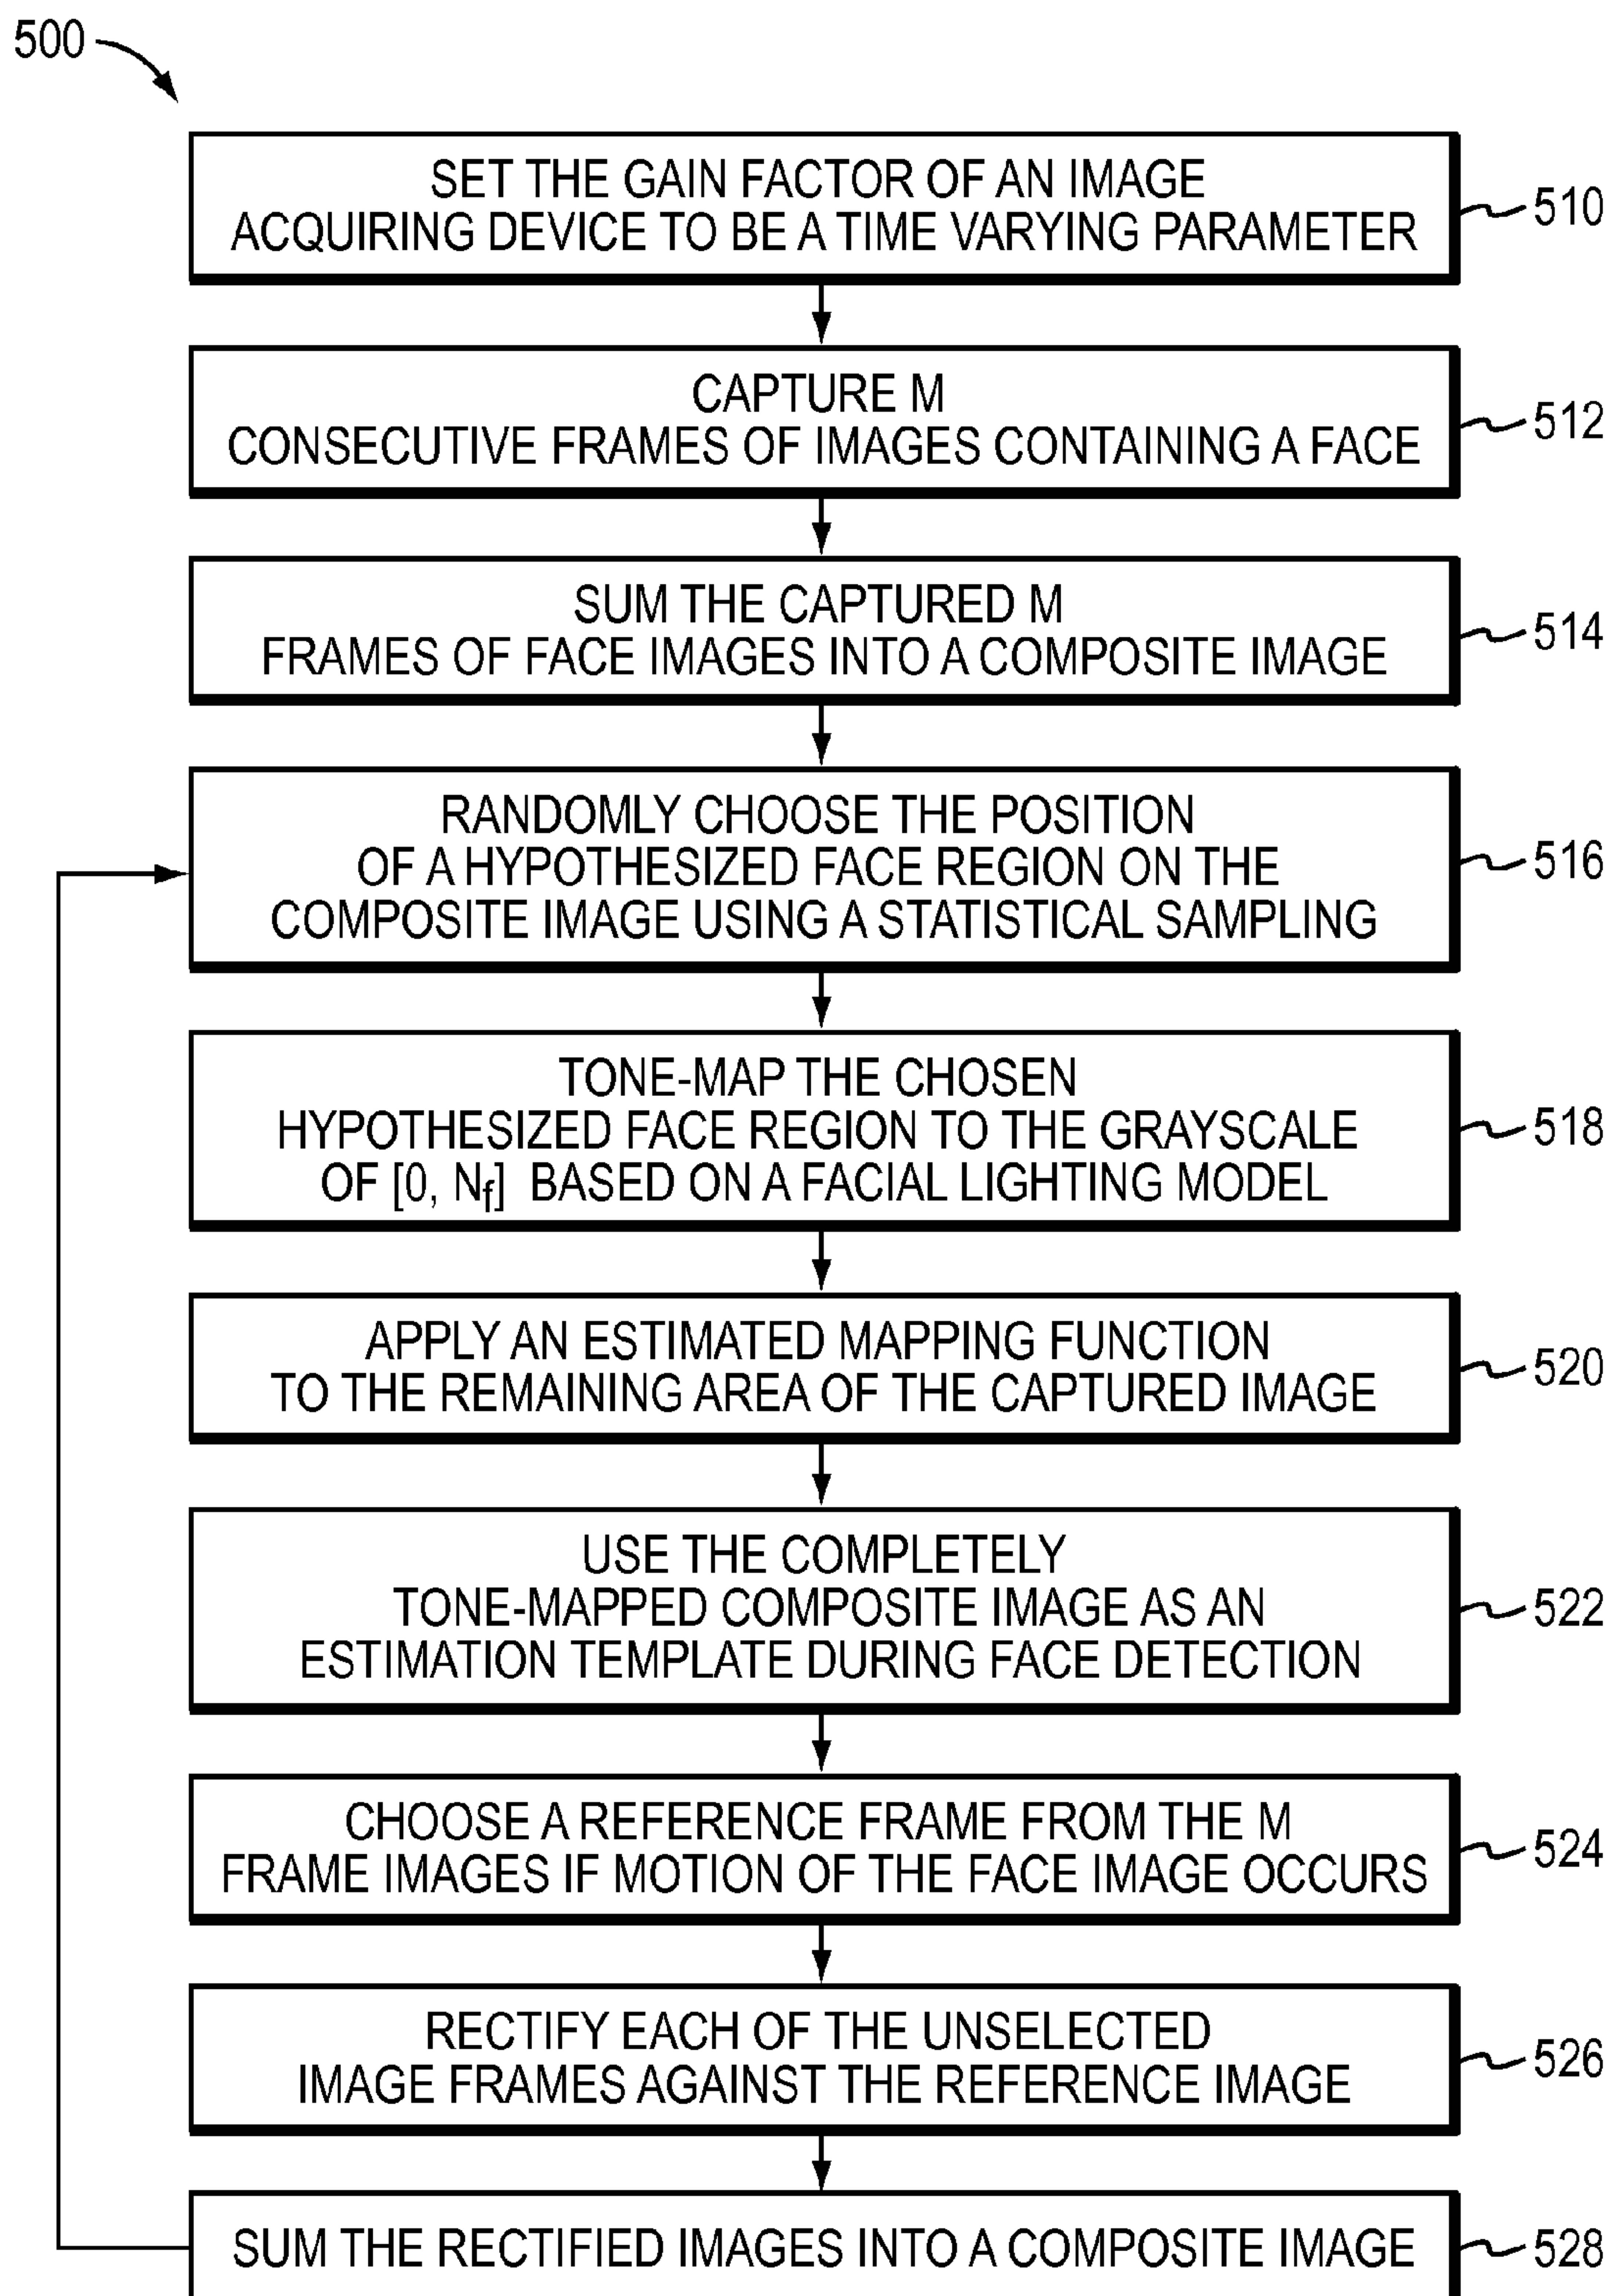 500
SET THE GAIN FACTOR OF AN IMAGE
ACQUIRING DEVICE TO BE A TIME VARYING PARAMETER
510
CAPTURE M
CONSECUTIVE FRAMES OF IMAGES CONTAINING A FACE
512
SUM THE CAPTURED M
FRAMES OF FACE IMAGES INTO A COMPOSITE IMAGE
514
RANDOMLY CHOOSE THE POSITION
OF A HYPOTHESIZED FACE REGION ON THE
COMPOSITE IMAGE USING A STATISTICAL SAMPLING
516
TONE-MAP THE CHOSEN
HYPOTHESIZED FACE REGION TO THE GRAYSCALE
OF [0, Nf] BASED ON A FACIAL LIGHTING MODEL
518
APPLY AN ESTIMATED MAPPING FUNCTION
TO THE REMAINING AREA OF THE CAPTURED IMAGE
520
USE THE COMPLETELY
TONE-MAPPED COMPOSITE IMAGE AS AN
ESTIMATION TEMPLATE DURING FACE DETECTION
522
CHOOSE A REFERENCE FRAME FROM THE M
FRAME IMAGES IF MOTION OF THE FACE IMAGE OCCURS
524
RECTIFY EACH OF THE UNSELECTED
IMAGE FRAMES AGAINST THE REFERENCE IMAGE
526
SUM THE RECTIFIED IMAGES INTO A COMPOSITE IMAGE
528